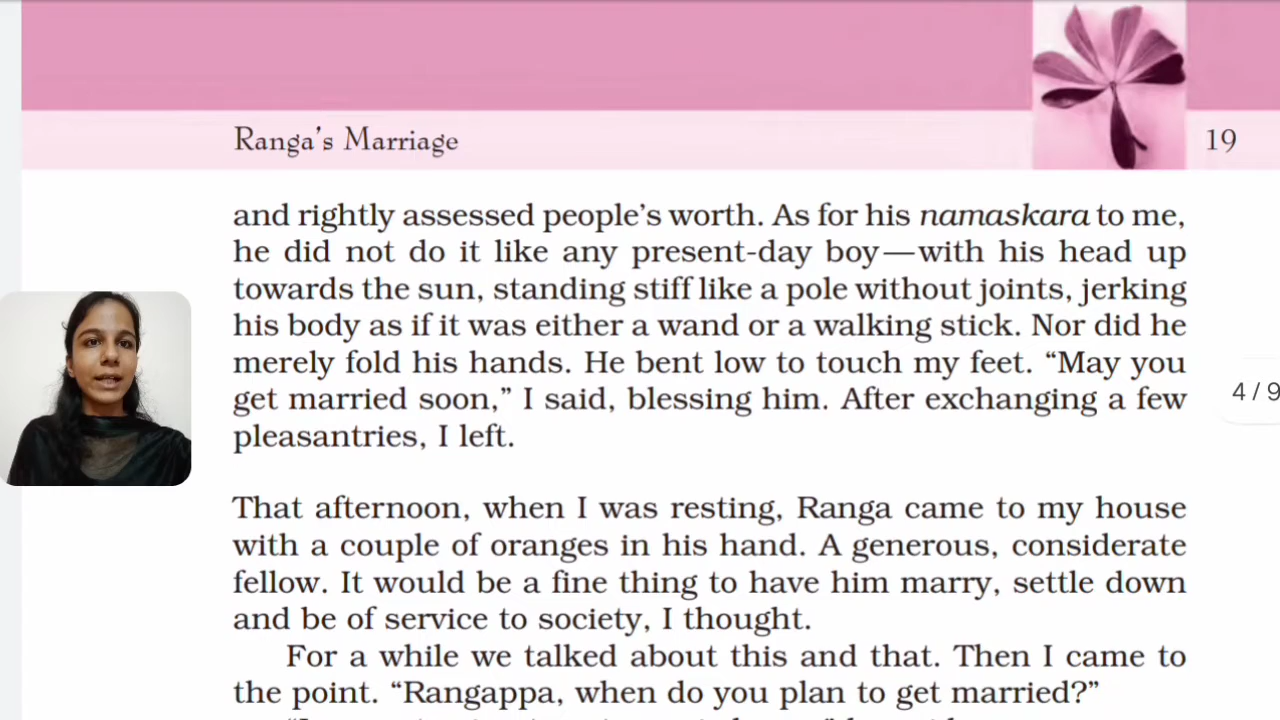 Ranga's Marriage
19
and rightly assessed people's worth. As for his namaskara to me,
he did not do it like any present-day boy—with his head up
towards the sun, standing stiff like a pole without joints, jerking
his body as if it was either a wand or a walking stick. Nor did he
merely fold his hands. He bent low to touch my feet. “May you
get married soon,” I said, blessing him. After exchanging a few
pleasantries, I left.
4 / 9
That afternoon, when I was resting, Ranga came to my house
with a couple of oranges in his hand. A generous, considerate
fellow. It would be a fine thing to have him marry, settle down
and be of service to society, I thought.
For a while we talked about this and that. Then I came to
the point. “Rangappa, when do you plan to get married?”